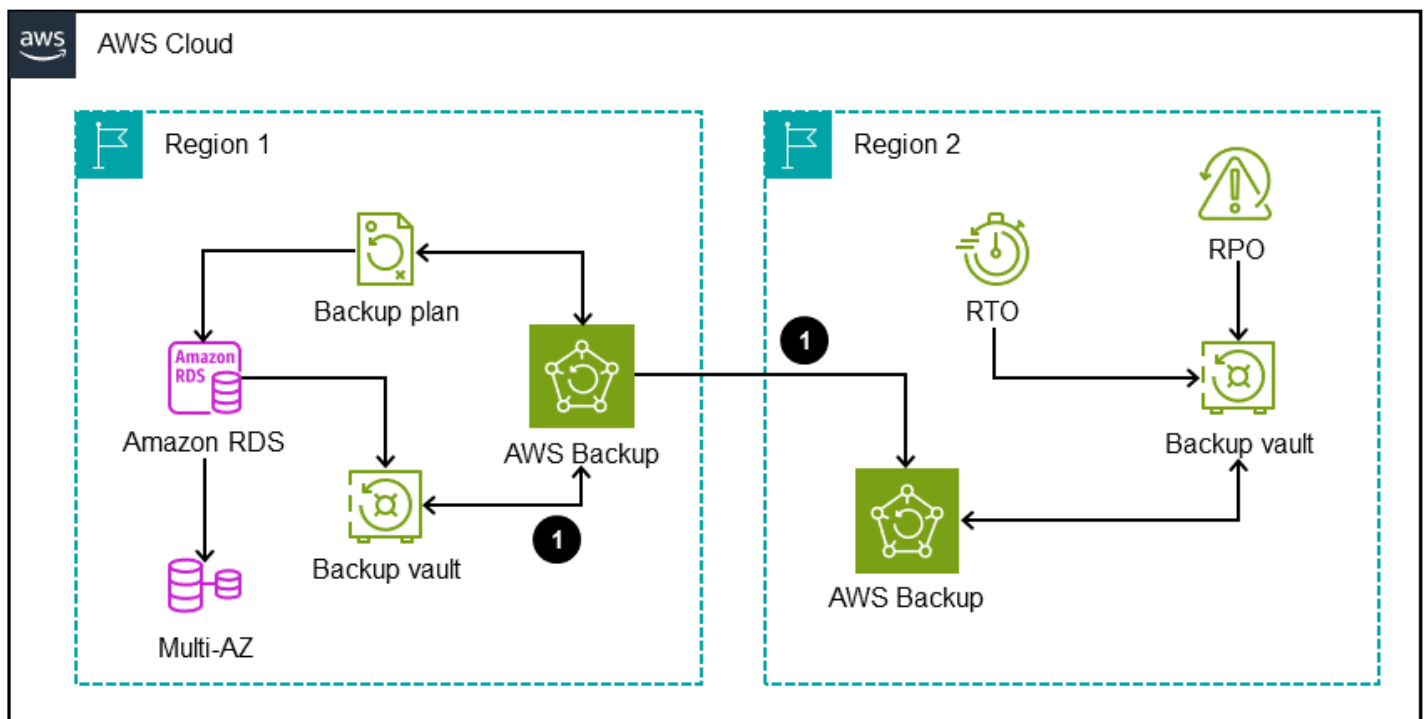 aws
AWS Cloud
Region 1
Backup plan
Amazon
RDS
Amazon RDS
AWS Backup
1
Backup vault
Multi-AZ
1
Region 2
RPO
RTO
Backup vault
AWS Backup